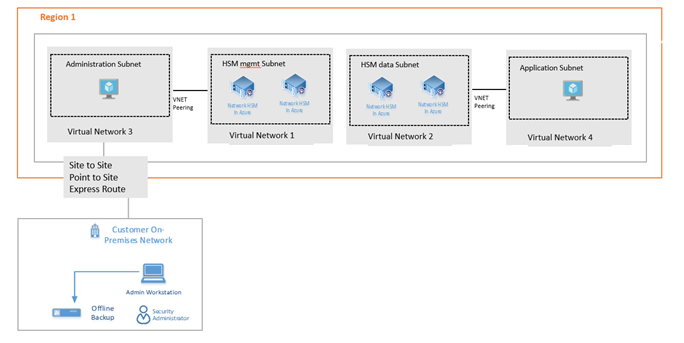 Region 1
Administration Subnet
Virtual Network 3
VNET
Peering
HSM mgmt Subnet
Network HSM
In Azure
Network HSM
In Azure
Virtual Network 1
HSM data Subnet
Network HSM
In Azure
Network HSM
In Azure
Virtual Network 2
VNET
Peering
Application Subnet
Virtual Network 4
Site to Site
Point to Site
Express Route
Customer On-
Premises Network
Admin Workstation
Offline
Backup
Security
Administrator